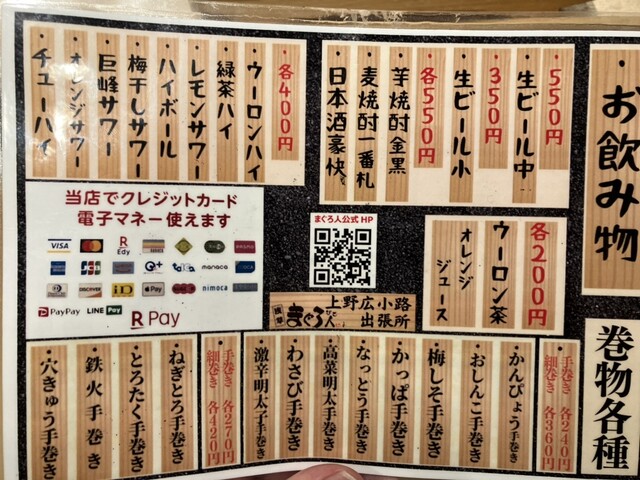 ・お飲み物
・生ビール中 550円
・生ビール小 350円
・芋焼酎金黒
・麦焼酎一番札
・日本酒豪快
各550円
・ウーロンハイ
・緑茶ハイ
・レモンサワー
・ハイボール
・梅干しサワー
・巨峰サワー
・オレンジサワー
・チューハイ
・各400円
・ウーロン茶
・オレンジジュース
各200円
まぐろ人公式HP
上野広小路
出張所
浅草
まぐろ人
当店でクレジットカード
電子マネー使えます
VISA
R Edy
iD
Pay
nimoca
manaca
DISCOVER
JCB
PayPay LINE Pay
R Pay
巻物各種
・手巻き 各240円
・細巻き 各360円
・かんぴょう手巻き
・おしんこ手巻き
・梅しそ手巻き
・かっぱ手巻き
・なっとう手巻き
・高菜明太手巻き
・わさび手巻き
・激辛明太子手巻き
・手巻き 各270円
・細巻き 各420円
・ねぎとろ手巻き
・とろたく手巻き
・鉄火手巻き
・穴きゅう手巻き